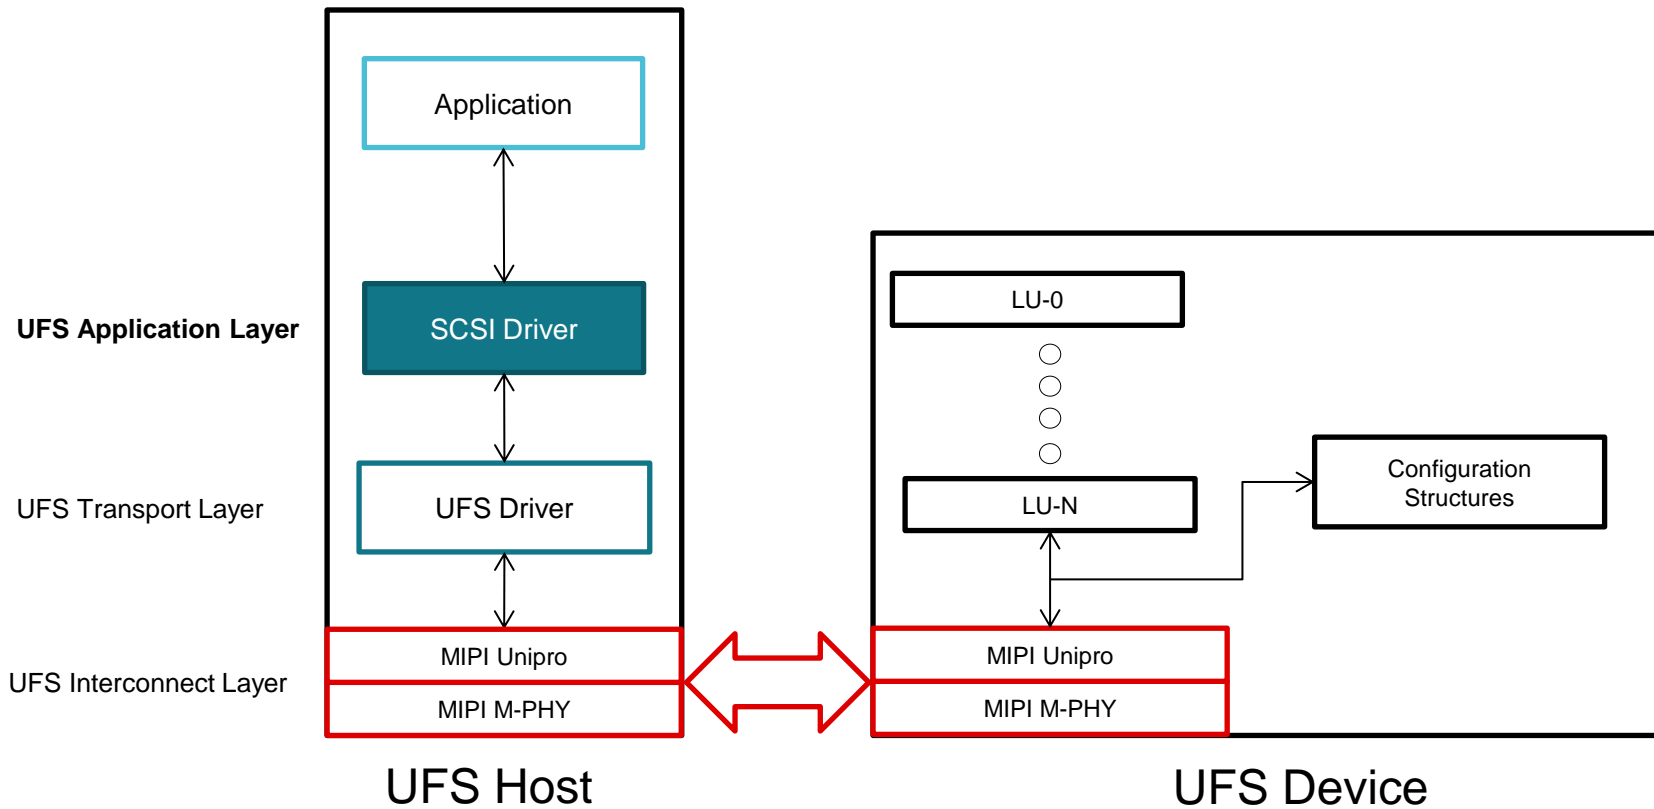 Application
UFS Application Layer
SCSI Driver
LU-0
UFS Transport Layer
UFS Driver
LU-N
Configuration
Structures
UFS Interconnect Layer
MIPI Unipro
MIPI M-PHY
MIPI Unipro
MIPI M-PHY
UFS Host
UFS Device